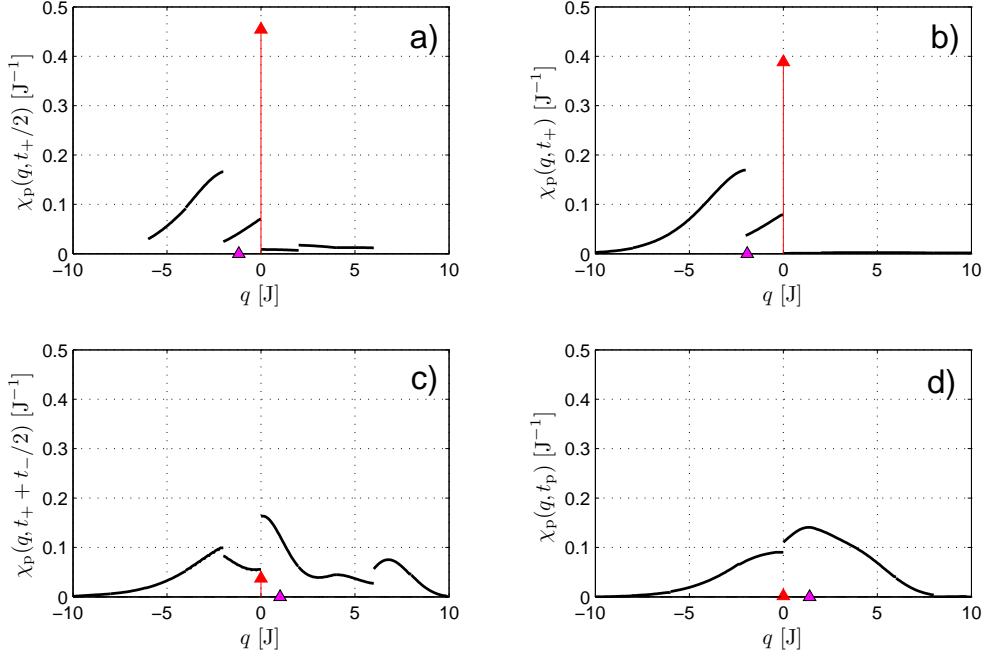 a)
χp(q, t+/2) [J−1]
0.5
0.4
0.3
0.2
0.1
0
−10 −5 0 5 10
q [J]
b)
χp(q, t+) [J−1]
0.5
0.4
0.3
0.2
0.1
0
−10 −5 0 5 10
q [J]
c)
χp(q, t+ + t−/2) [J−1]
0.5
0.4
0.3
0.2
0.1
0
−10 −5 0 5 10
q [J]
d)
χp(q, tp) [J−1]
0.5
0.4
0.3
0.2
0.1
0
−10 −5 0 5 10
q [J]